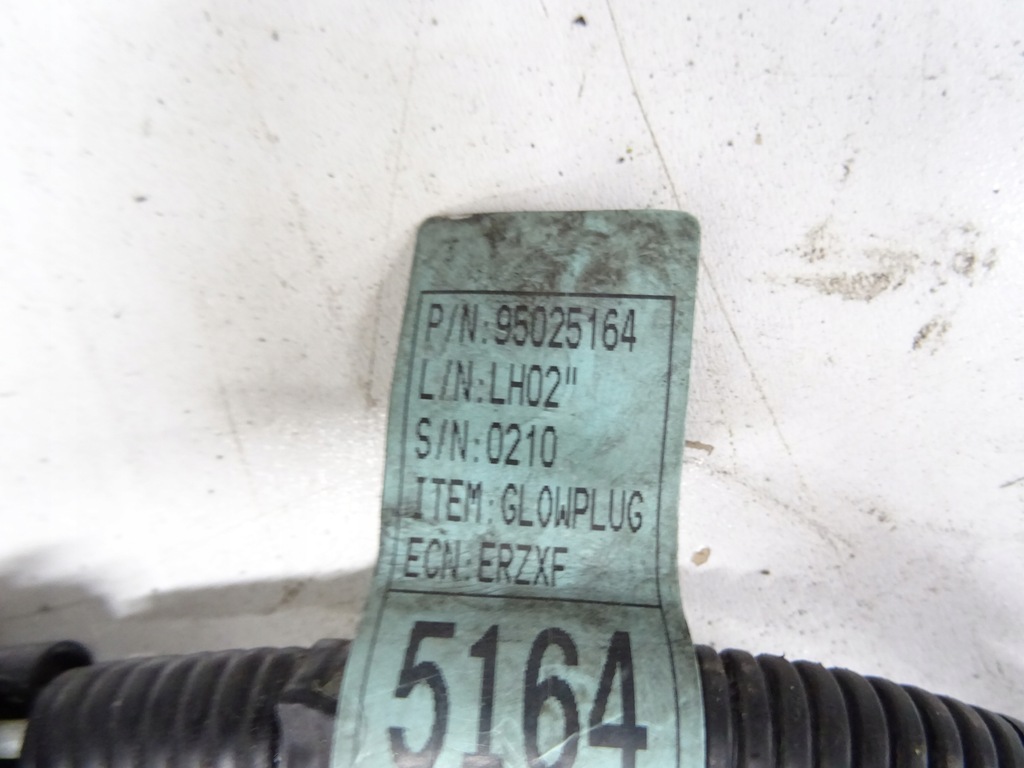 P/N:95025164
L/N:LH02"
S/N:0210
ITEM:GLOWPLUG
ECN:ERZXF
5164